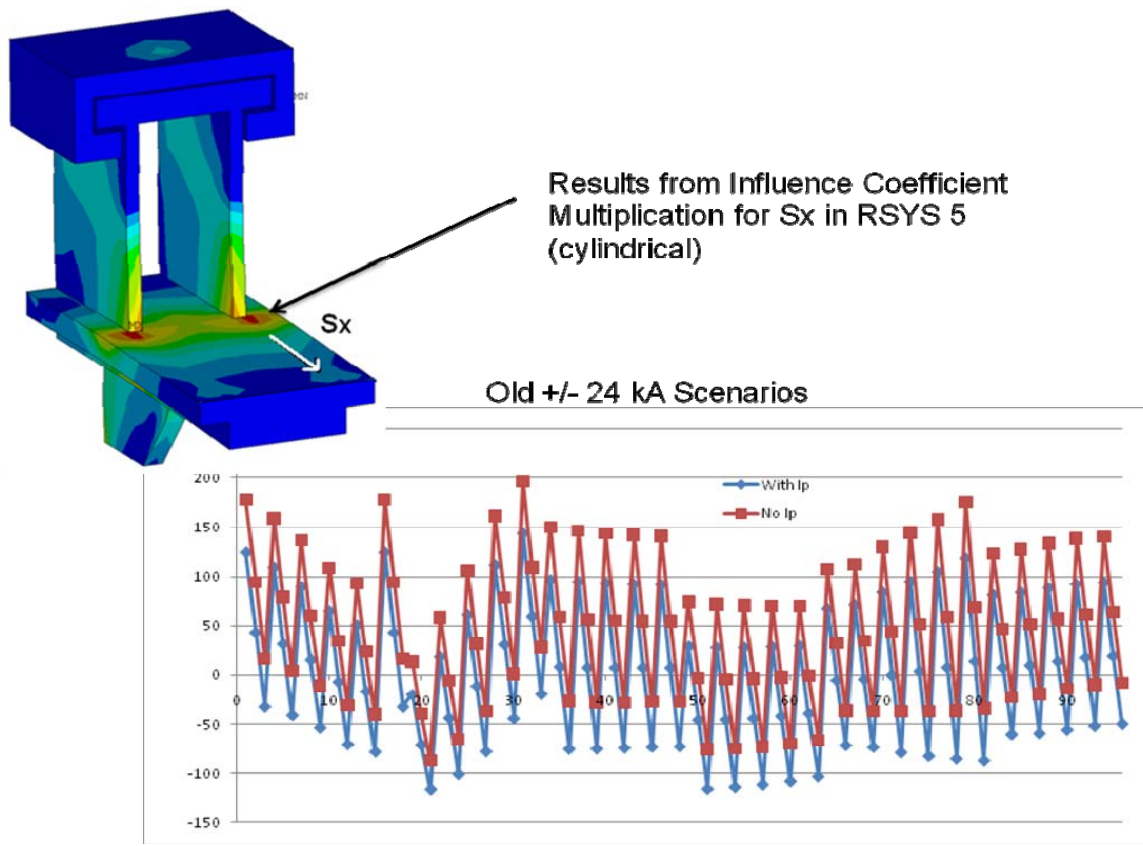 MN
Results from Influence Coefficient
Multiplication for Sx in RSYS 5
(cylindrical)
MX
Sx
Old +/- 24 kA Scenarios
200
With Ip
No Ip
150
100
50
0
0 10 20 30 40 50 60 70 80 90
-50
-100
-150